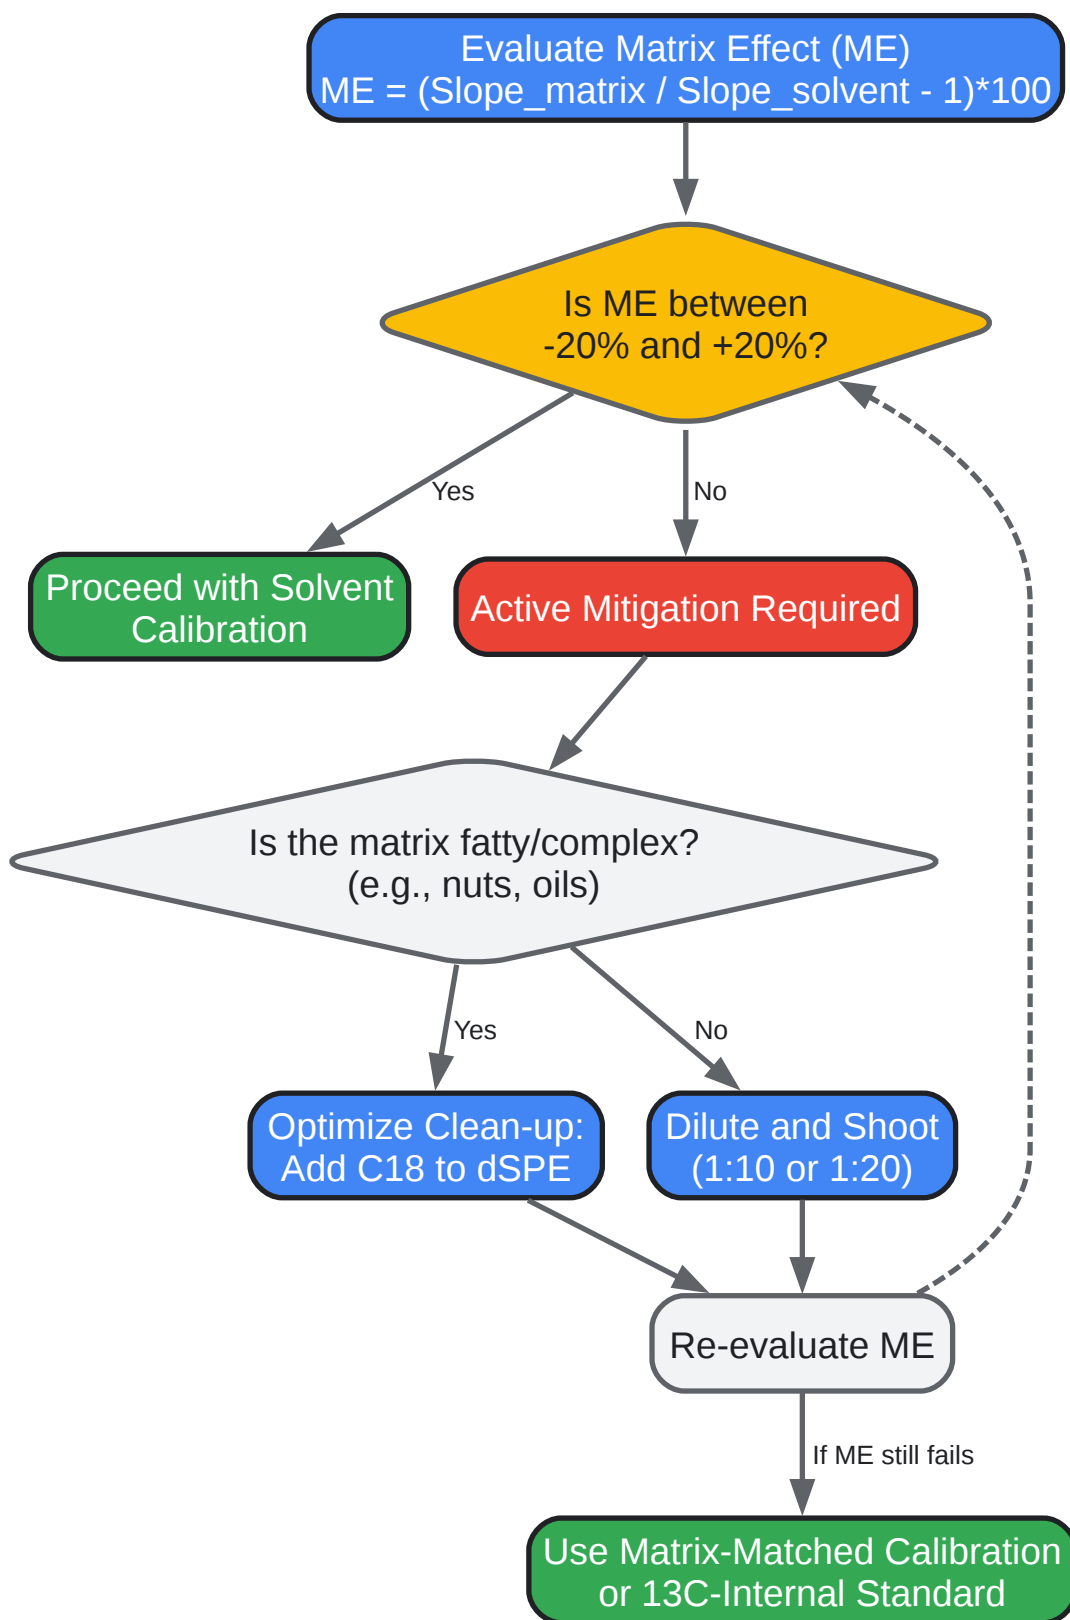 Evaluate Matrix Effect (ME)
ME = (Slope_matrix / Slope_solvent - 1)*100
Is ME between
-20% and +20%?
Yes
No
Proceed with Solvent
Calibration
Active Mitigation Required
Is the matrix fatty/complex?
(e.g., nuts, oils)
Yes
No
Optimize Clean-up:
Add C18 to dSPE
Dilute and Shoot
(1:10 or 1:20)
Re-evaluate ME
If ME still fails
Use Matrix-Matched Calibration
or 13C-Internal Standard